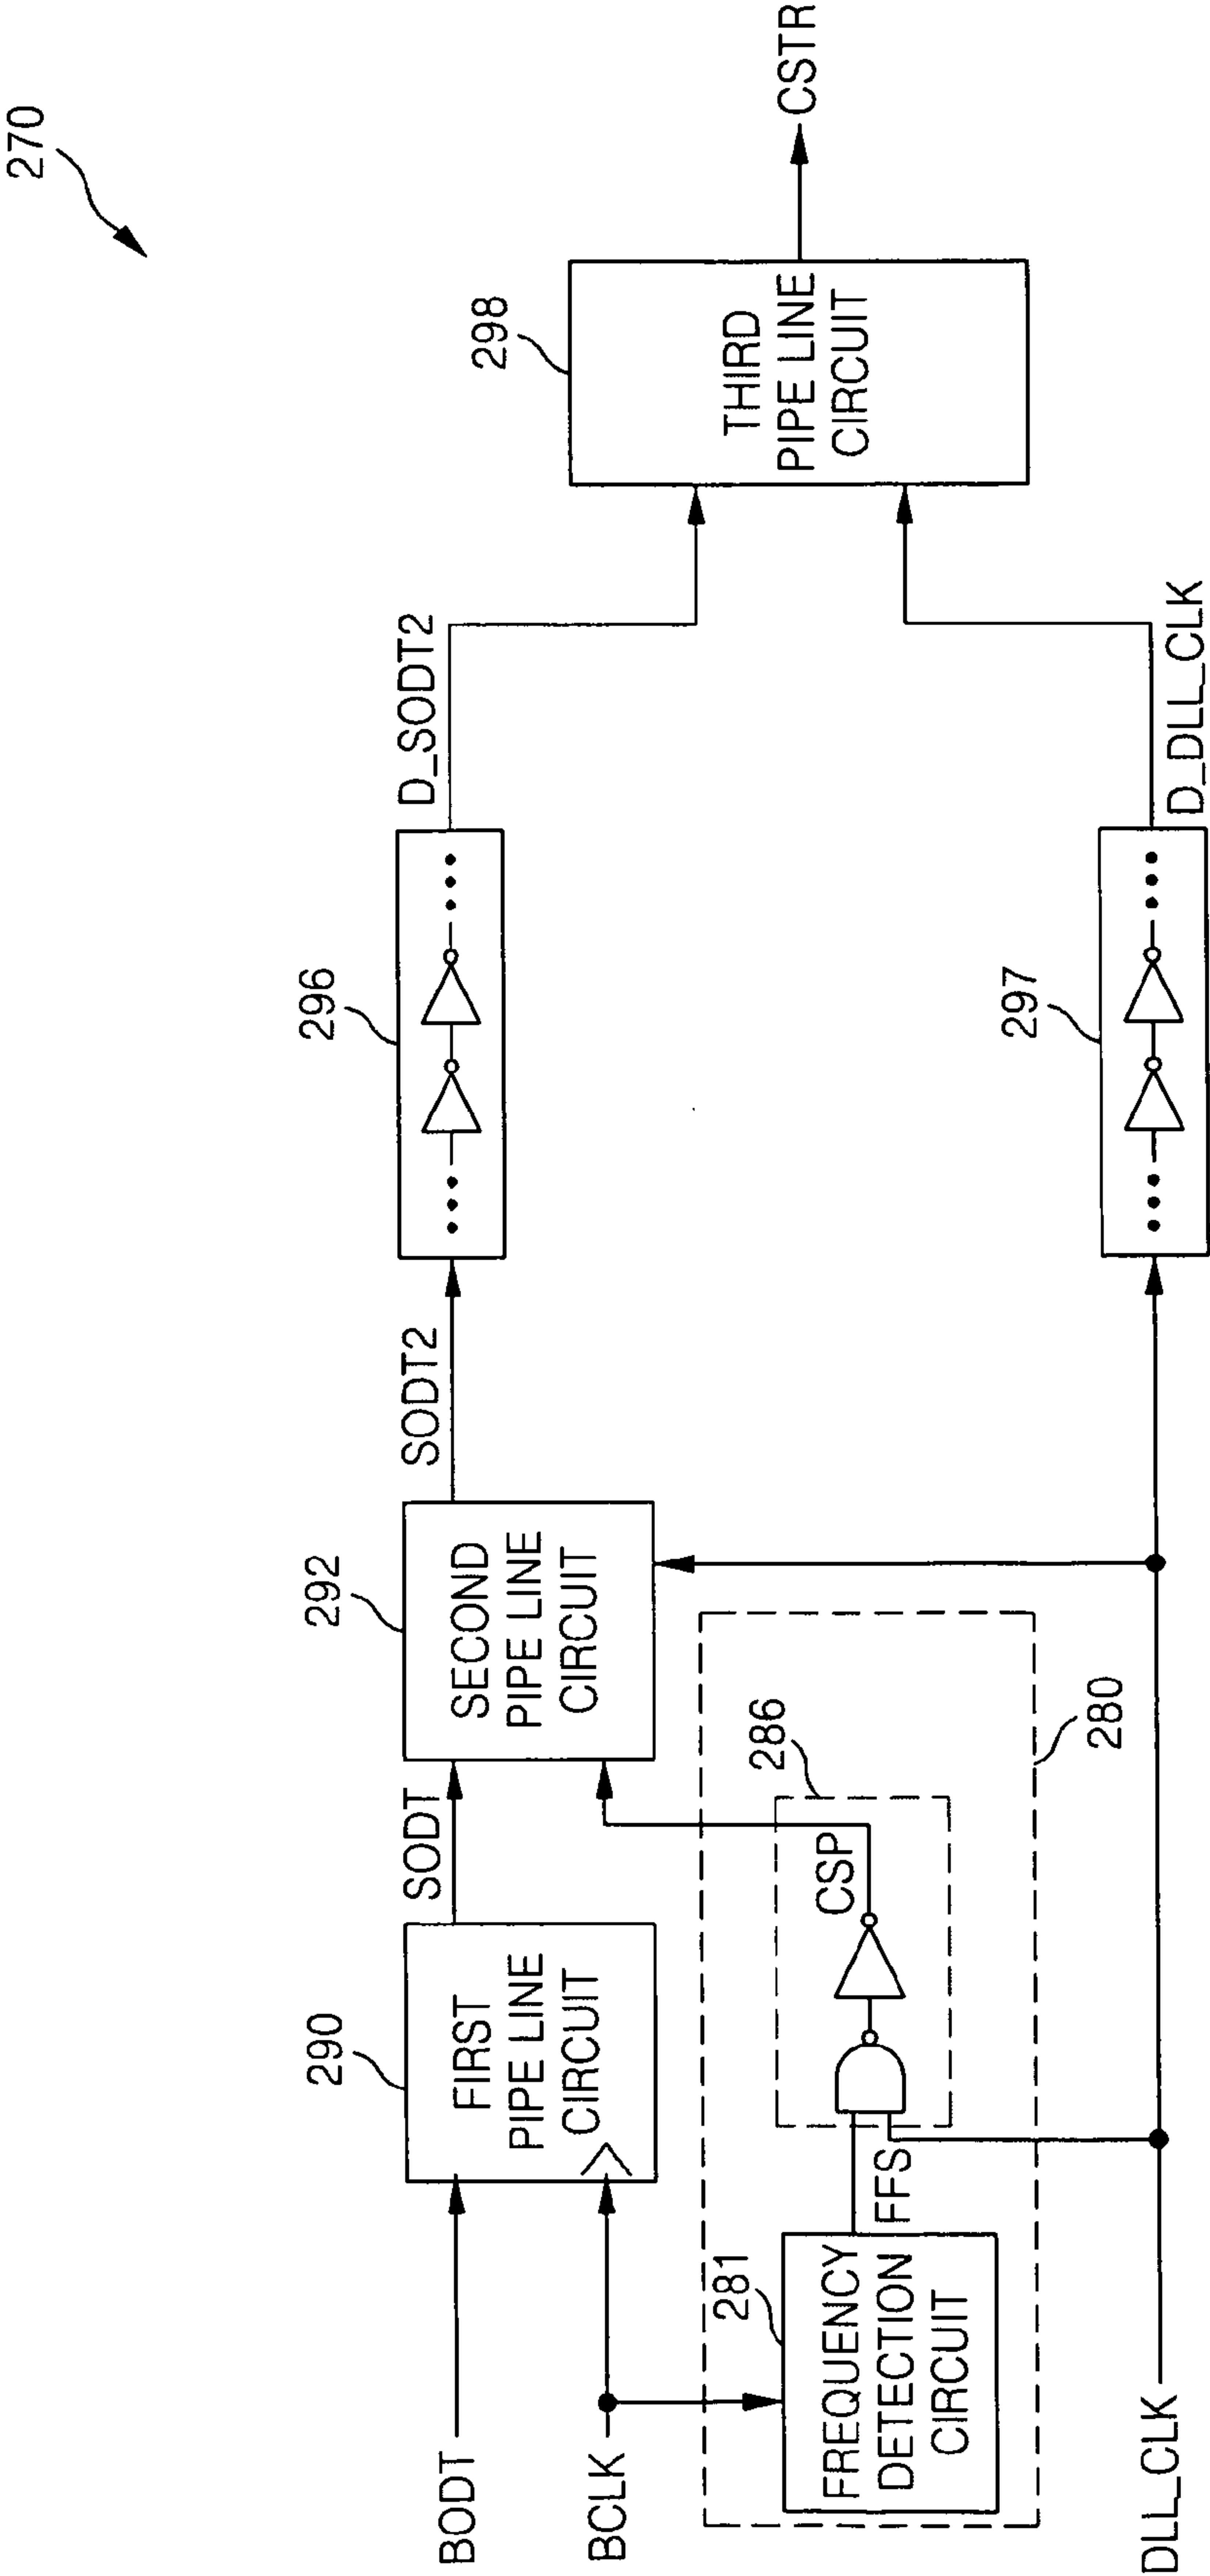 270
298
THIRD
PIPE LINE
CIRCUIT
CSTR
296
D_SODT2
SODT2
292
SECOND
PIPE LINE
CIRCUIT
SODT
290
FIRST
PIPE LINE
CIRCUIT
BODT
BCLK
297
D_DLL_CLK
286
CSP
280
281
FREQUENCY
DETECTION
CIRCUIT
FFS
DLL_CLK